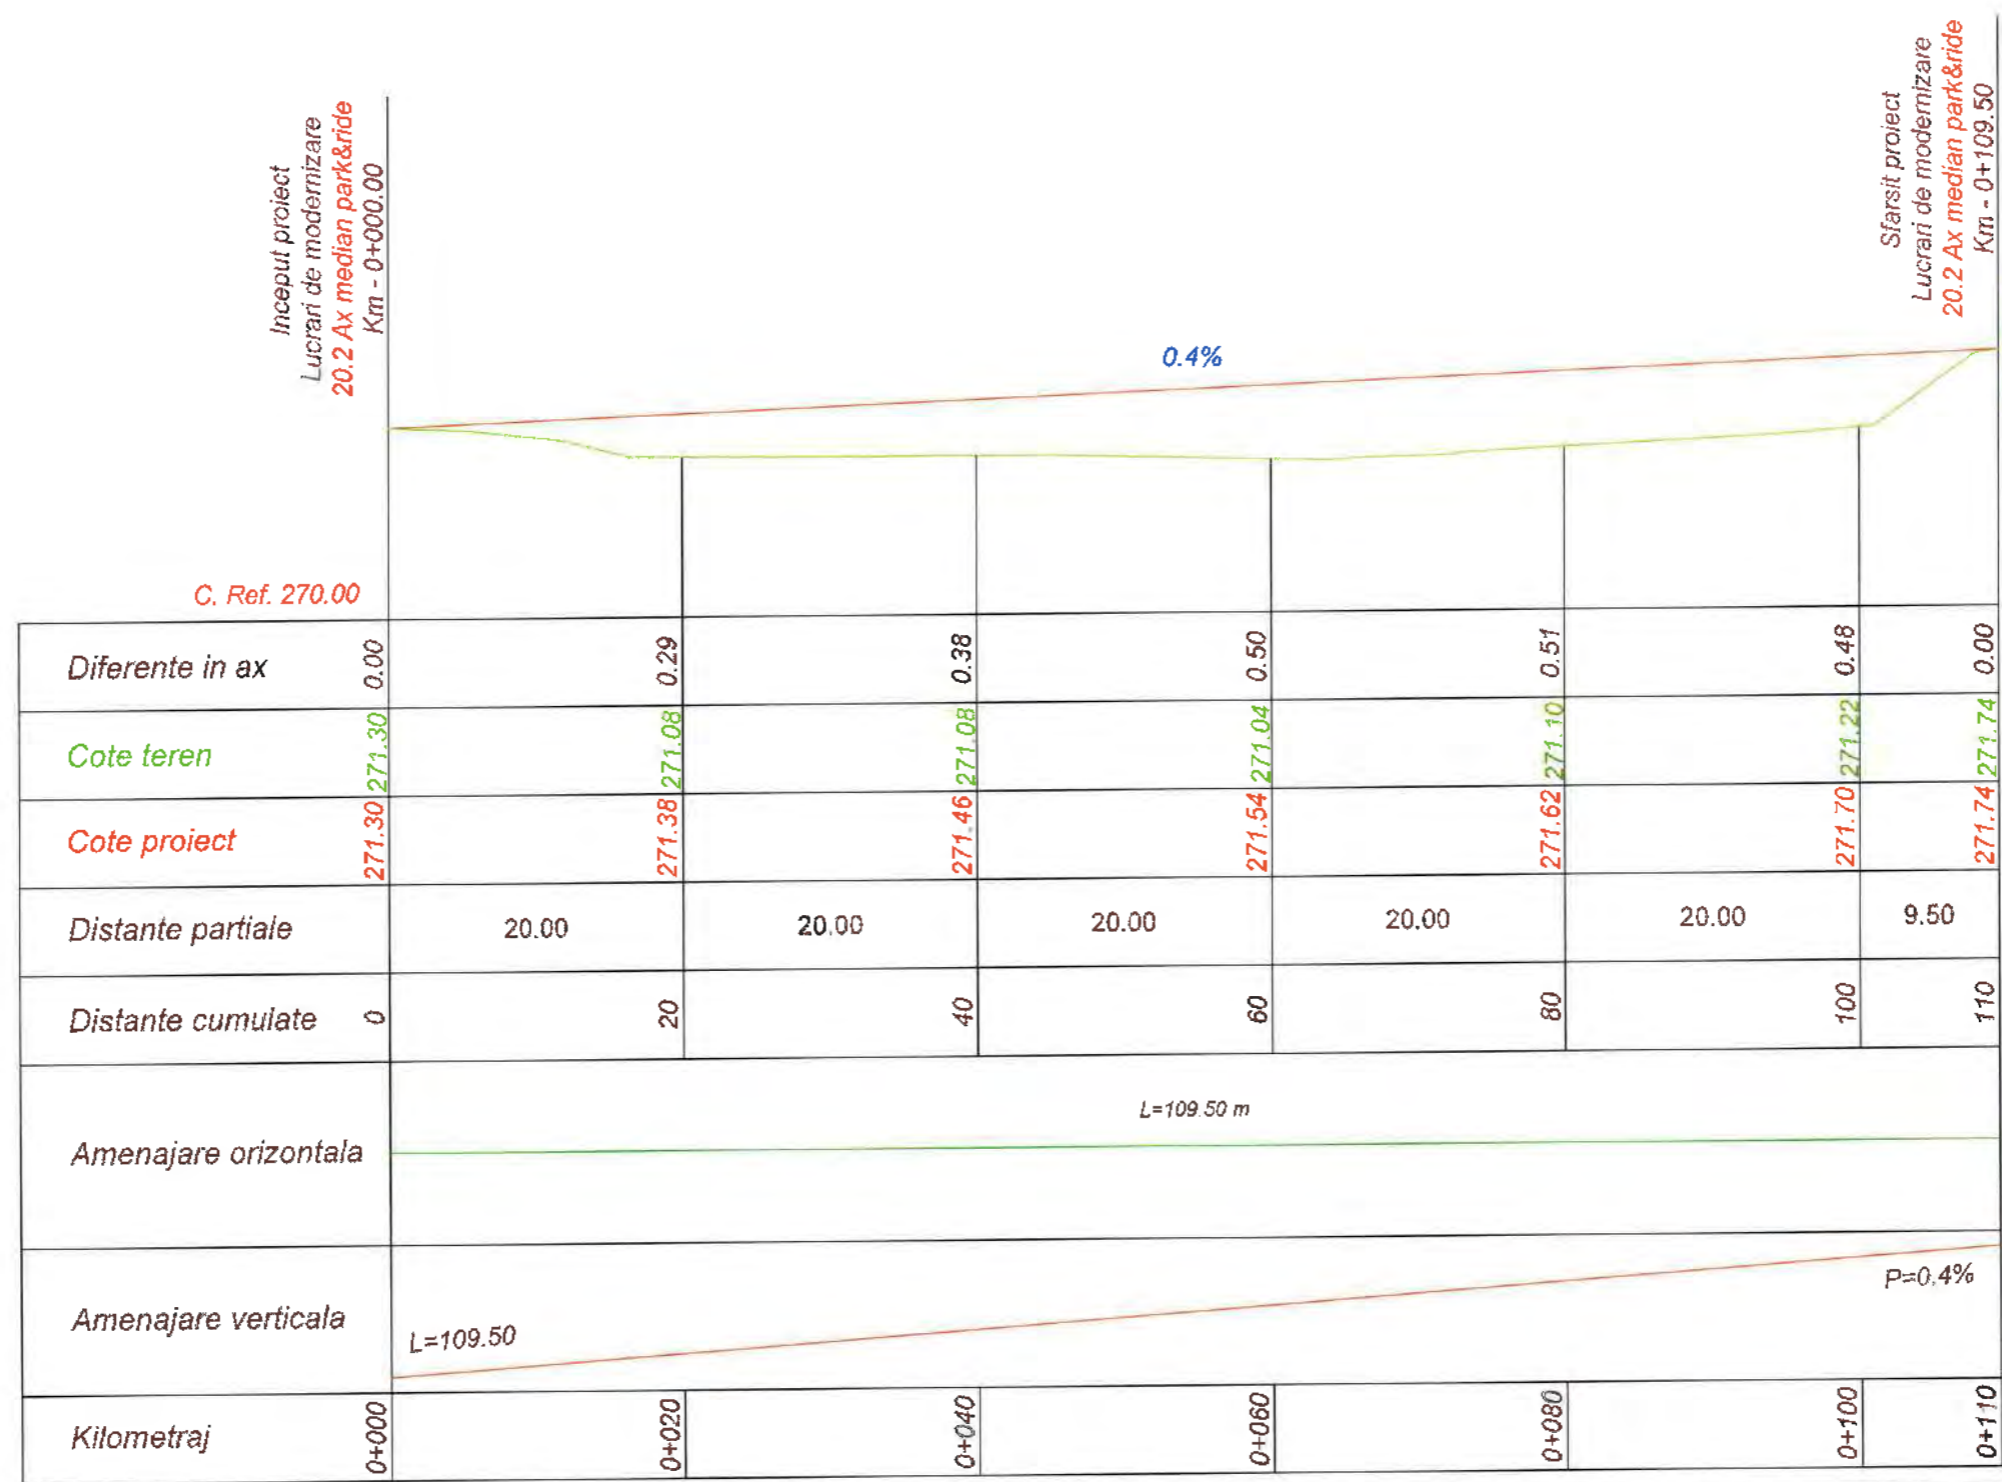 Inceput proiect
Lucrari de modernizare
20.2 Ax median park&ride
Km - 0+000.00
Sfarsit proiect
Lucrari de modernizare
20.2 Ax median park&ride
Km - 0+109.50
0.4%
C. Ref. 270.00
Diferente in ax 0.00 0.29 0.38 0.50 0.51 0.48 0.00
Cote teren 271.30 271.08 271.08 271.04 271.10 271.22 271.74
Cote proiect 271.30 271.38 271.46 271.54 271.62 271.70 271.74
Distante partiale 20.00 20.00 20.00 20.00 20.00 9.50
Distante cumulate 0 20 40 60 80 100 110
L=109.50 m
Amenajare orizontala
P=0.4%
Amenajare verticala L=109.50
Kilometraj 0+000 0+020 0+040 0+060 0+080 0+100 0+110